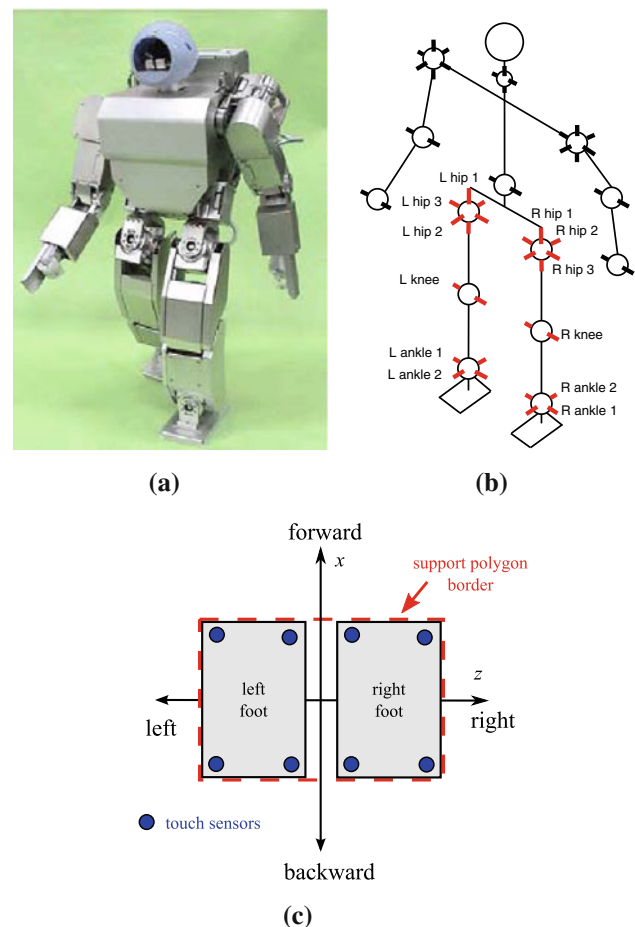 L hip 1
L hip 3
R hip 1
L hip 2
R hip 2
R hip 3
L knee
R knee
L ankle 1
L ankle 2
R ankle 2
R ankle 1
(a)
(b)
forward
x
support polygon
border
left
foot
right
foot
z
left
right
touch sensors
backward
(c)